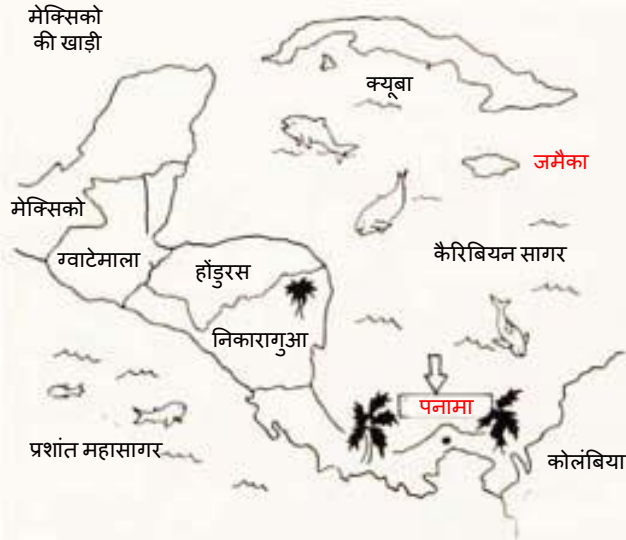 मेक्सिको
की खाड़ी
क्यूबा
जमैका
मेक्सिको
ग्वाटेमाला
होंडुरस
कैरिबियन सागर
निकारागुआ
पनामा
प्रशांत महासागर
कोलंबिया